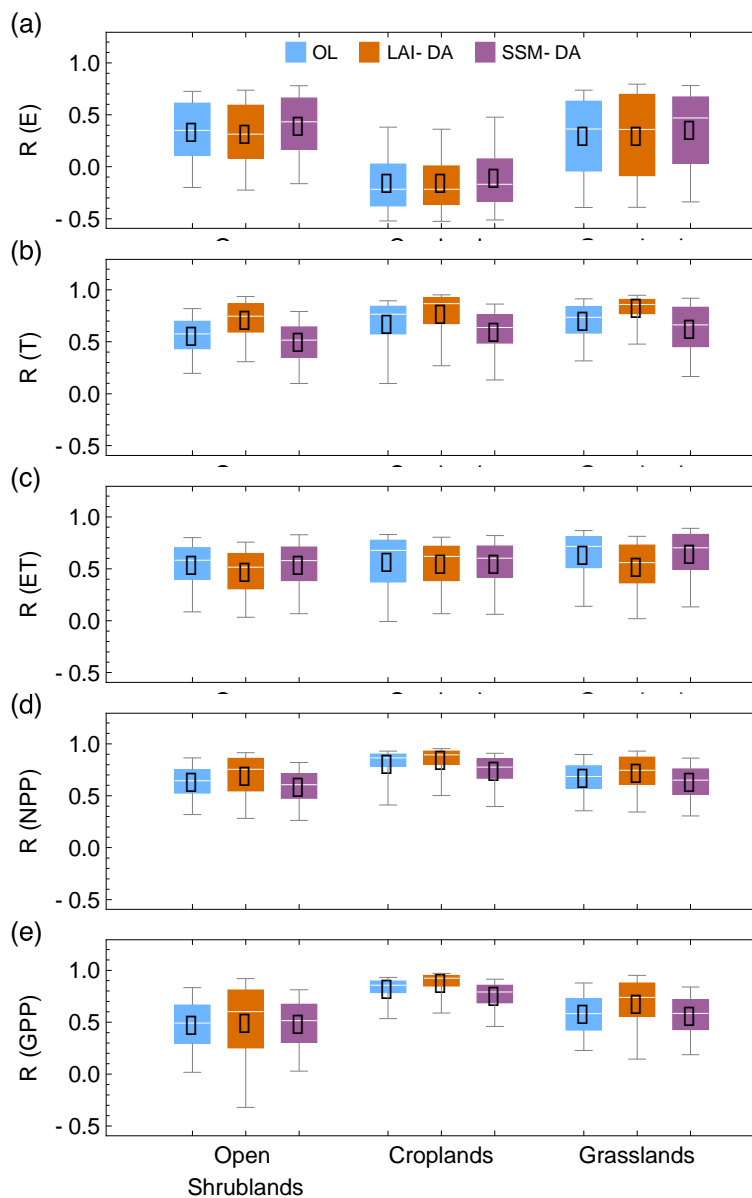 (a)
OL LAI- DA SSM- DA
R (E)
1.0
0.5
0.0
- 0.5
(b)
R (T)
1.0
0.5
0.0
- 0.5
(c)
R (ET)
1.0
0.5
0.0
- 0.5
(d)
R (NPP)
1.0
0.5
0.0
- 0.5
(e)
R (GPP)
1.0
0.5
0.0
- 0.5
Open Croplands Grasslands
Shrublands